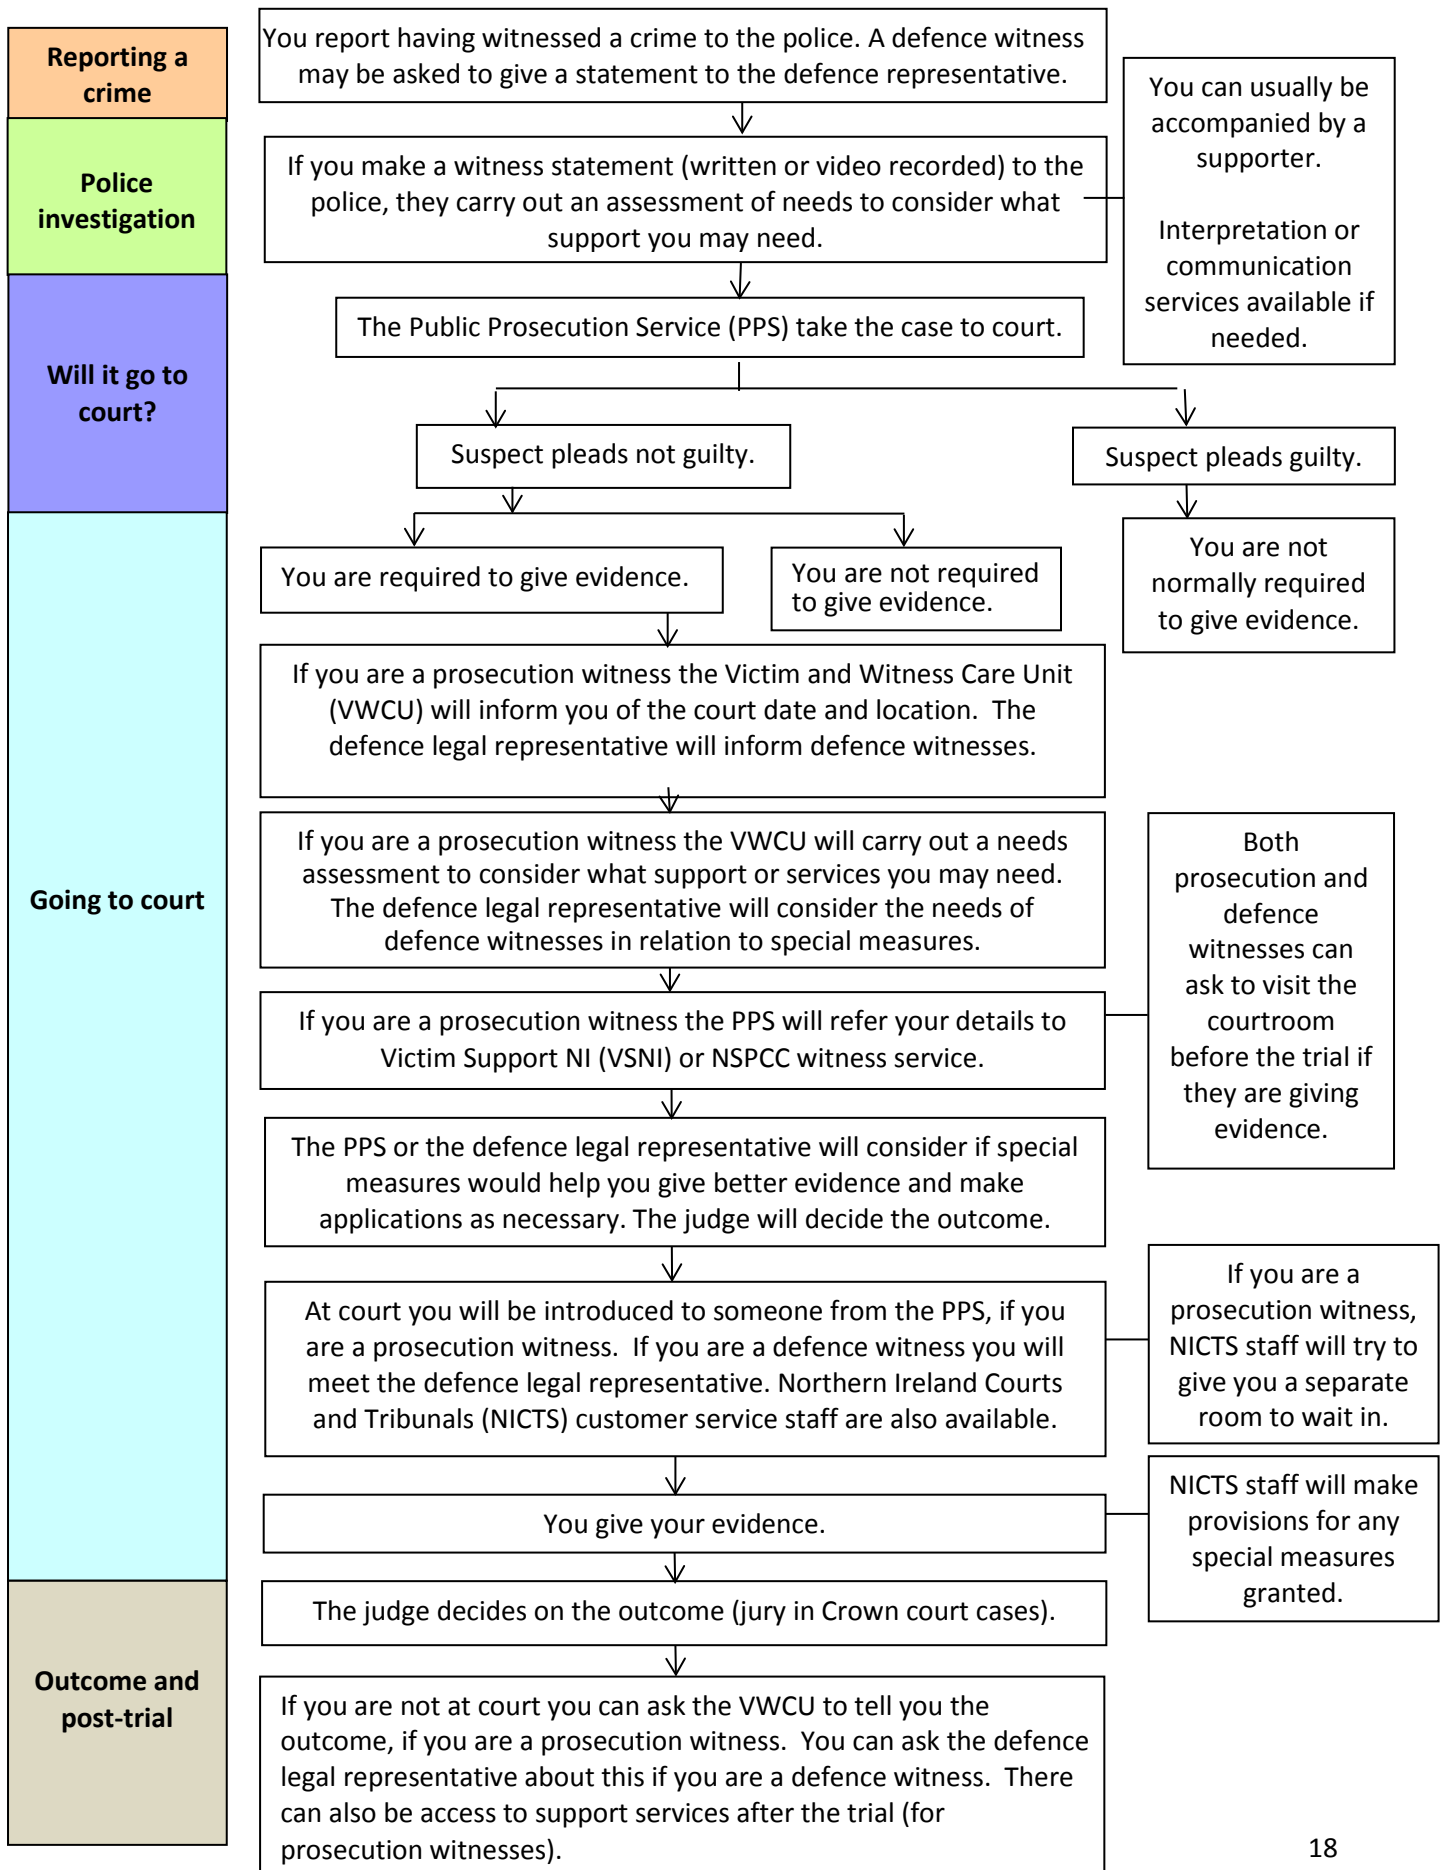 Reporting a
crime
You report having witnessed a crime to the police. A defence witness
may be asked to give a statement to the defence representative.
You can usually be
accompanied by a
supporter.
Interpretation or
communication
services available if
needed.
Police
investigation
If you make a witness statement (written or video recorded) to the
police, they carry out an assessment of needs to consider what
support you may need.
Will it go to
court?
The Public Prosecution Service (PPS) take the case to court.
Suspect pleads not guilty.
Suspect pleads guilty.
Going to court
You are required to give evidence.
You are not required
to give evidence.
You are not
normally required
to give evidence.
If you are a prosecution witness the Victim and Witness Care Unit
(VWCU) will inform you of the court date and location.  The
defence legal representative will inform defence witnesses.
If you are a prosecution witness the VWCU will carry out a needs
assessment to consider what support or services you may need.
The defence legal representative will consider the needs of
defence witnesses in relation to special measures.
Both
prosecution and
defence
witnesses can
ask to visit the
courtroom
before the trial if
they are giving
evidence.
If you are a prosecution witness the PPS will refer your details to
Victim Support NI (VSNI) or NSPCC witness service.
The PPS or the defence legal representative will consider if special
measures would help you give better evidence and make
applications as necessary. The judge will decide the outcome.
At court you will be introduced to someone from the PPS, if you
are a prosecution witness.  If you are a defence witness you will
meet the defence legal representative. Northern Ireland Courts
and Tribunals (NICTS) customer service staff are also available.
If you are a
prosecution witness,
NICTS staff will try to
give you a separate
room to wait in.
You give your evidence.
NICTS staff will make
provisions for any
special measures
granted.
Outcome and
post-trial
The judge decides on the outcome (jury in Crown court cases).
If you are not at court you can ask the VWCU to tell you the
outcome, if you are a prosecution witness.  You can ask the defence
legal representative about this if you are a defence witness.  There
can also be access to support services after the trial (for
prosecution witnesses).
18